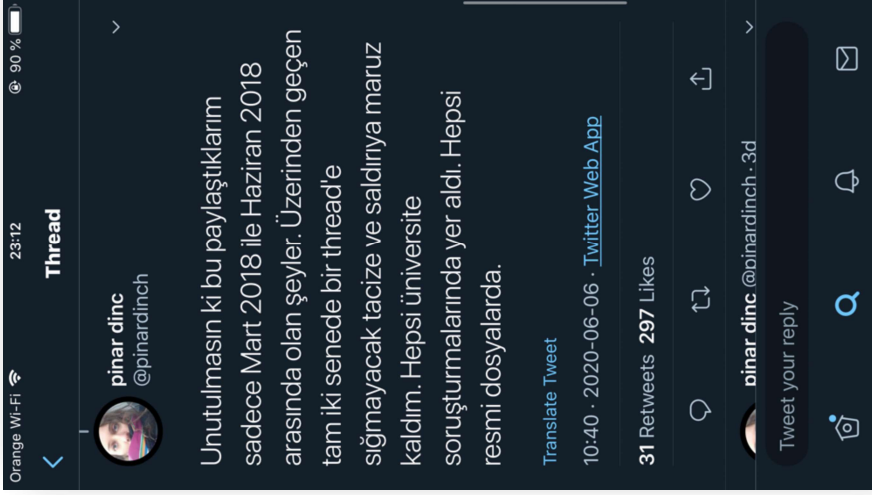 Orange Wi-Fi 23:12 90 %
Thread
pinar dinc
@pinardinch
Unutulmasın ki bu paylaştıklarım
sadece Mart 2018 ile Haziran 2018
arasında olan şeyler. Üzerinden geçen
tam iki senede bir thread'e
sığmayacak tacize ve saldırıya maruz
kaldım. Hepsi üniversite
soruşturmalarında yer aldı. Hepsi
resmi dosyalarda.
Translate Tweet
10:40 · 2020-06-06 · Twitter Web App
31 Retweets 297 Likes
pinar dinc @pinardinch · 3d
Tweet your reply